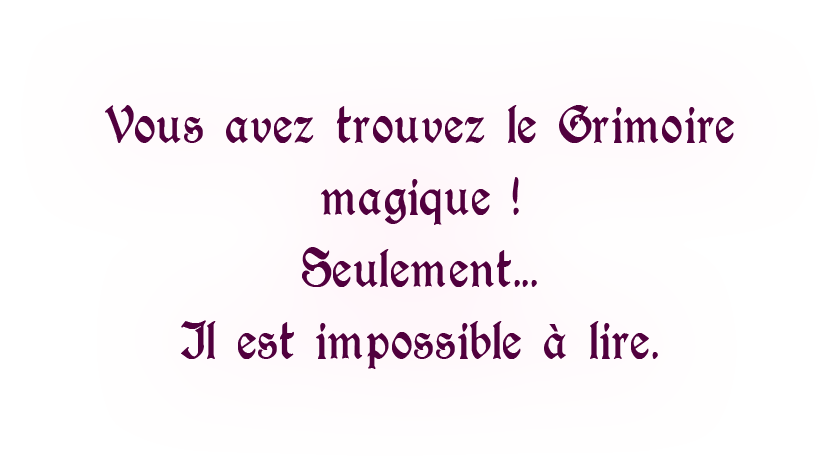 Vous avez trouvez le Grimoire
magique !
Seulement...
Il est impossible à lire.